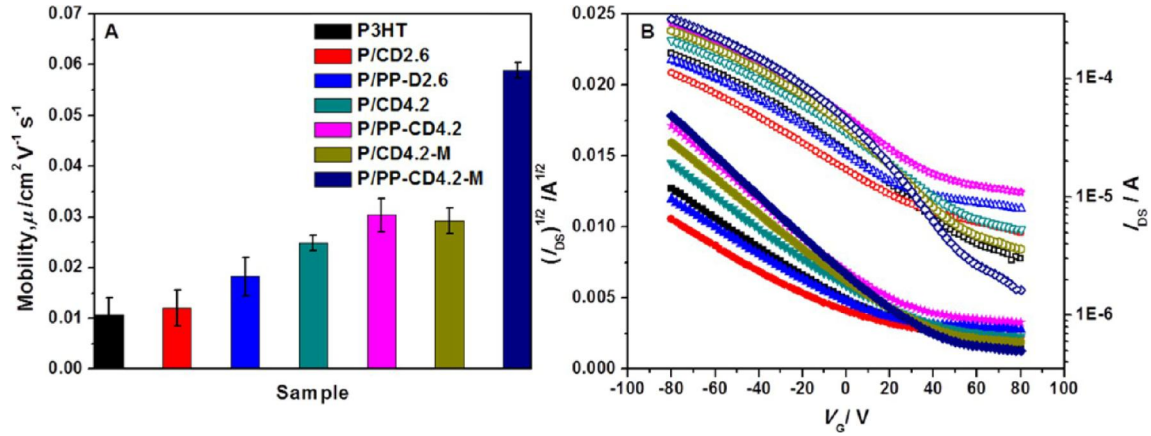 A
0.07
0.06
0.05
0.04
0.03
0.02
0.01
0.00
Mobility,μ/cm² V⁻¹ s⁻¹
Sample
P3HT
P/CD2.6
P/PP-D2.6
P/CD4.2
P/PP-CD4.2
P/CD4.2-M
P/PP-CD4.2-M
B
0.025
0.020
0.015
0.010
0.005
0.000
(I_DS)^1/2 /A^1/2
-100 -80 -60 -40 -20 0 20 40 60 80 100
V_G/ V
1E-4
1E-5
1E-6
I_DS / A